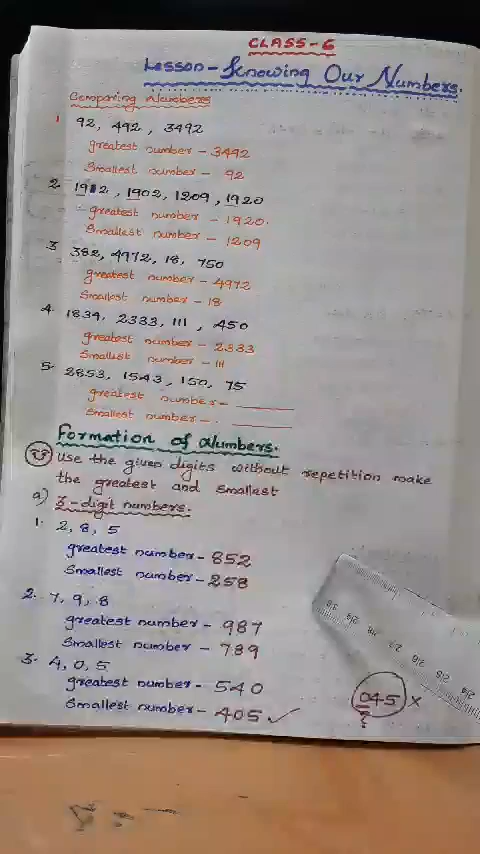 CLASS-6
Lesson-Knowing Our Numbers.
Comparing Numbers
1 92, 492, 3492
greatest number - 3492
Smallest number - 92
2. 1912, 1902, 1209, 1920
greatest number - 1920.
Smallest number - 1209
3 382, 4972, 18, 750
greatest number - 4972
Smallest number - 18
4. 1834, 2333, 111, 450
greatest number - 2333
Smallest number - 111
5. 2853, 1543, 150, 75
greatest number -
Smallest number -
Formation of Numbers.
use the given digits without repetition make
the greatest and smallest
a) 3-digit numbers.
1. 2, 8, 5
greatest number - 852
Smallest number - 258
2. 7, 9, 8
greatest number - 987
Smallest number - 789
3. 4, 0, 5
greatest number - 540
Smallest number - 405 ✓
045 ×